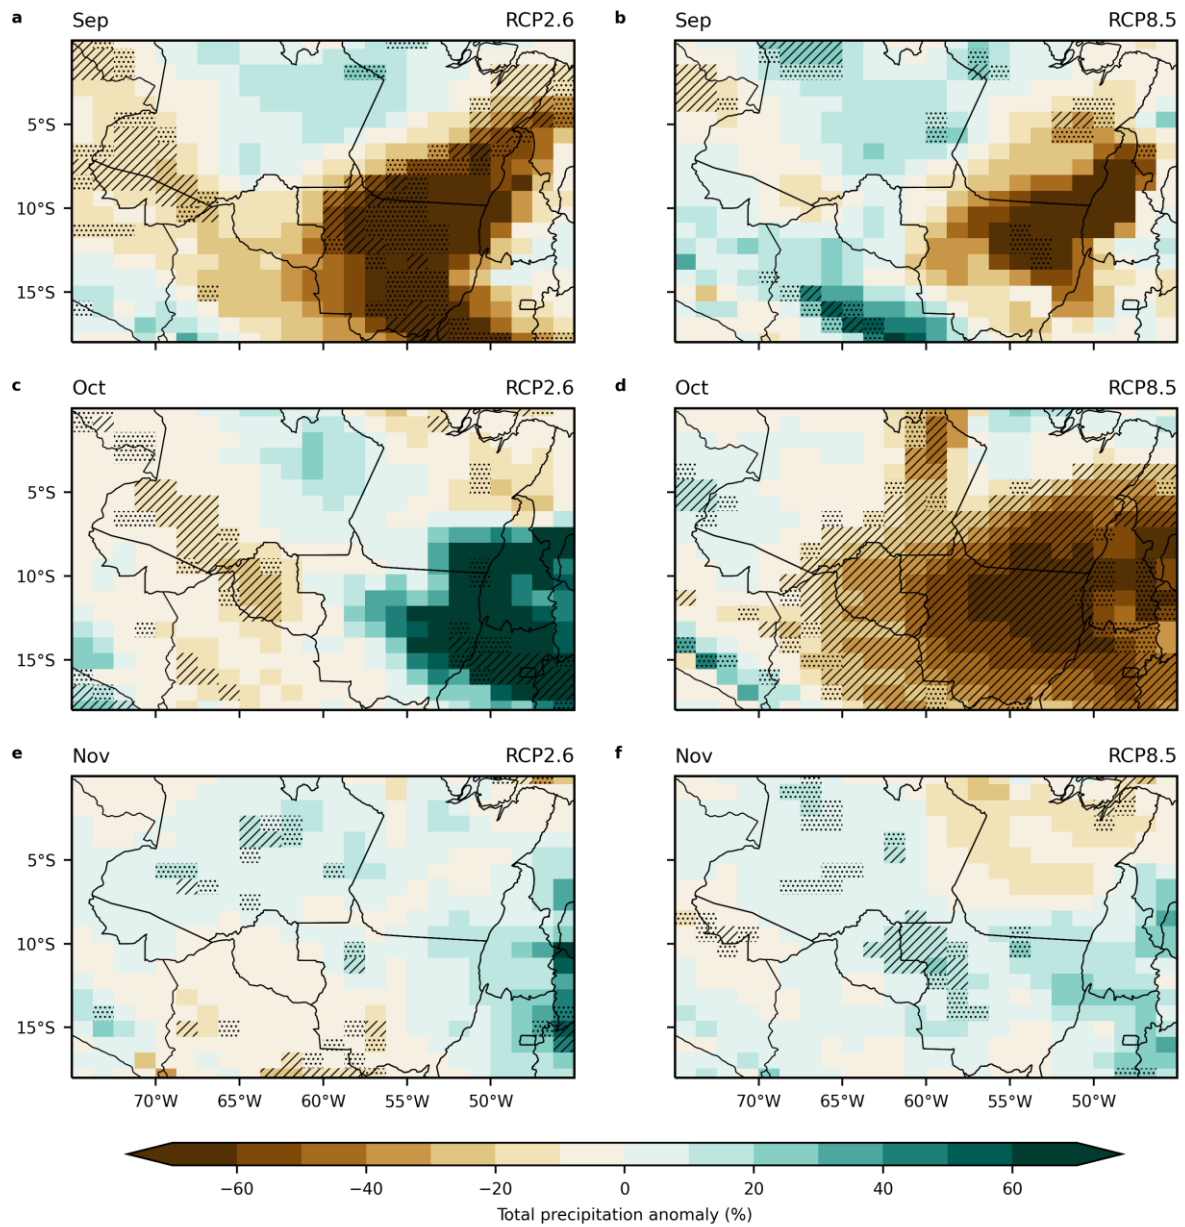 a Sep RCP2.6
b Sep RCP8.5
5°S
10°S
15°S
c Oct RCP2.6
d Oct RCP8.5
5°S
10°S
15°S
e Nov RCP2.6
f Nov RCP8.5
5°S
10°S
15°S
70°W 65°W 60°W 55°W 50°W
70°W 65°W 60°W 55°W 50°W
−60 −40 −20 0 20 40 60
Total precipitation anomaly (%)